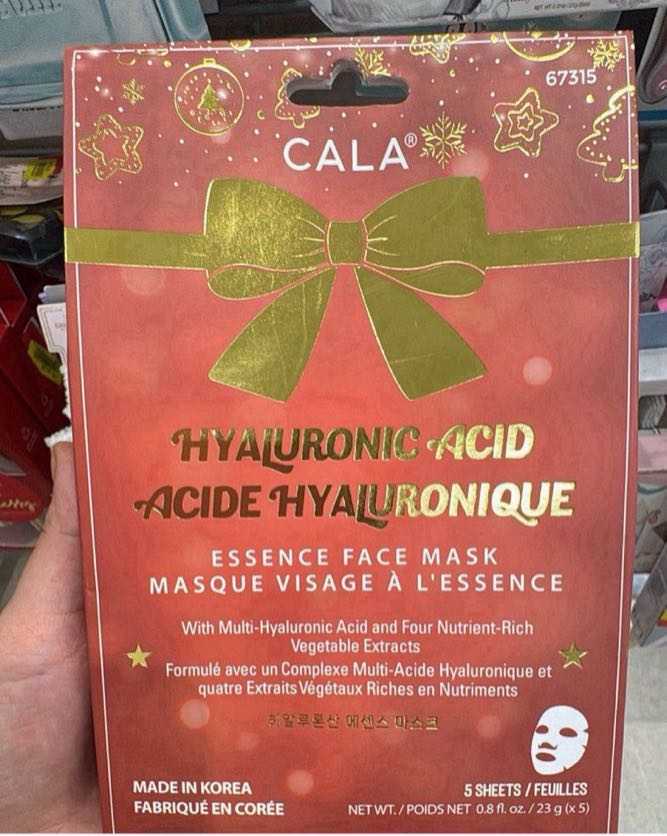 67315
CALA®
HYALURONIC ACID
ACIDE HYALURONIQUE
ESSENCE FACE MASK
MASQUE VISAGE À L'ESSENCE
With Multi-Hyaluronic Acid and Four Nutrient-Rich
Vegetable Extracts
Formulé avec un Complexe Multi-Acide Hyaluronique et
quatre Extraits Végétaux Riches en Nutriments
히알루론산 에센스 마스크
MADE IN KOREA
FABRIQUÉ EN CORÉE
5 SHEETS / FEUILLES
NET WT. / POIDS NET 0.8 fl. oz. / 23 g (x 5)